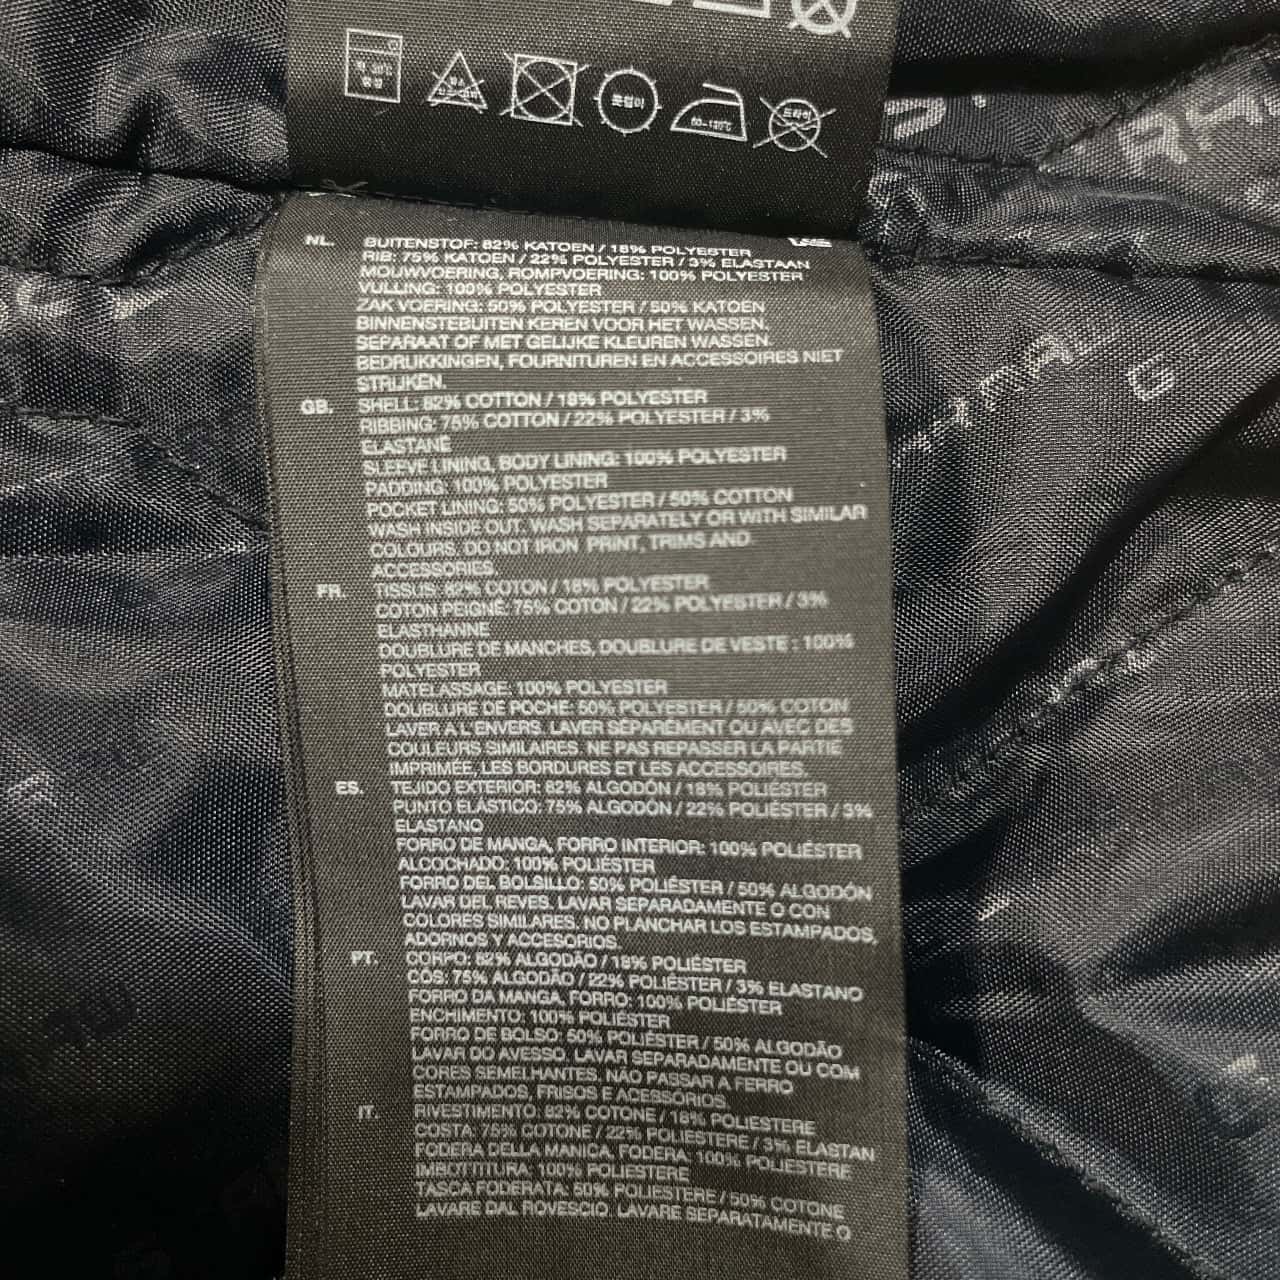 60~120℃
드라이
NL. BUITENSTOF: 82% KATOEN / 18% POLYESTER
RIB: 75% KATOEN / 22% POLYESTER / 3% ELASTAAN
MOUWVOERING, ROMPVOERING: 100% POLYESTER
VULLING: 100% POLYESTER
ZAK VOERING: 50% POLYESTER / 50% KATOEN
BINNENSTEBUITEN KEREN VOOR HET WASSEN.
SEPARAAT OF MET GELIJKE KLEUREN WASSEN.
BEDRUKKINGEN, FOURNITUREN EN ACCESSOIRES NIET
STRIJKEN.
GB. SHELL: 82% COTTON / 18% POLYESTER
RIBBING: 75% COTTON / 22% POLYESTER / 3%
ELASTANE
SLEEVE LINING, BODY LINING: 100% POLYESTER
PADDING: 100% POLYESTER
POCKET LINING: 50% POLYESTER / 50% COTTON
WASH INSIDE OUT. WASH SEPARATELY OR WITH SIMILAR
COLOURS. DO NOT IRON PRINT, TRIMS AND
ACCESSORIES.
FR. TISSUS: 82% COTON / 18% POLYESTER
COTON PEIGNÉ: 75% COTON / 22% POLYESTER / 3%
ELASTHANNE
DOUBLURE DE MANCHES, DOUBLURE DE VESTE : 100%
POLYESTER
MATELASSAGE: 100% POLYESTER
DOUBLURE DE POCHE: 50% POLYESTER / 50% COTON
LAVER A L'ENVERS. LAVER SÉPARÉMENT OU AVEC DES
COULEURS SIMILAIRES. NE PAS REPASSER LA PARTIE
IMPRIMÉE, LES BORDURES ET LES ACCESSOIRES.
ES. TEJIDO EXTERIOR: 82% ALGODÓN / 18% POLIÉSTER
PUNTO ELÁSTICO: 75% ALGODÓN / 22% POLIÉSTER / 3%
ELASTANO
FORRO DE MANGA, FORRO INTERIOR: 100% POLIÉSTER
ALCOCHADO: 100% POLIÉSTER
FORRO DEL BOLSILLO: 50% POLIÉSTER / 50% ALGODÓN
LAVAR DEL REVES. LAVAR SEPARADAMENTE O CON
COLORES SIMILARES. NO PLANCHAR LOS ESTAMPADOS,
ADORNOS Y ACCESORIOS.
PT. CORPO: 82% ALGODÃO / 18% POLIÉSTER
CÓS: 75% ALGODÃO / 22% POLIÉSTER / 3% ELASTANO
FORRO DA MANGA, FORRO: 100% POLIÉSTER
ENCHIMENTO: 100% POLIÉSTER
FORRO DE BOLSO: 50% POLIÉSTER / 50% ALGODÃO
LAVAR DO AVESSO. LAVAR SEPARADAMENTE OU COM
CORES SEMELHANTES. NÃO PASSAR A FERRO
ESTAMPADOS, FRISOS E ACESSÓRIOS.
IT. RIVESTIMENTO: 82% COTONE / 18% POLIESTERE
COSTA: 75% COTONE / 22% POLIESTERE / 3% ELASTAN
FODERA DELLA MANICA, FODERA: 100% POLIESTERE
IMBOTTITURA: 100% POLIESTERE
TASCA FODERATA: 50% POLIESTERE / 50% COTONE
LAVARE DAL ROVESCIO. LAVARE SEPARATAMENTE O